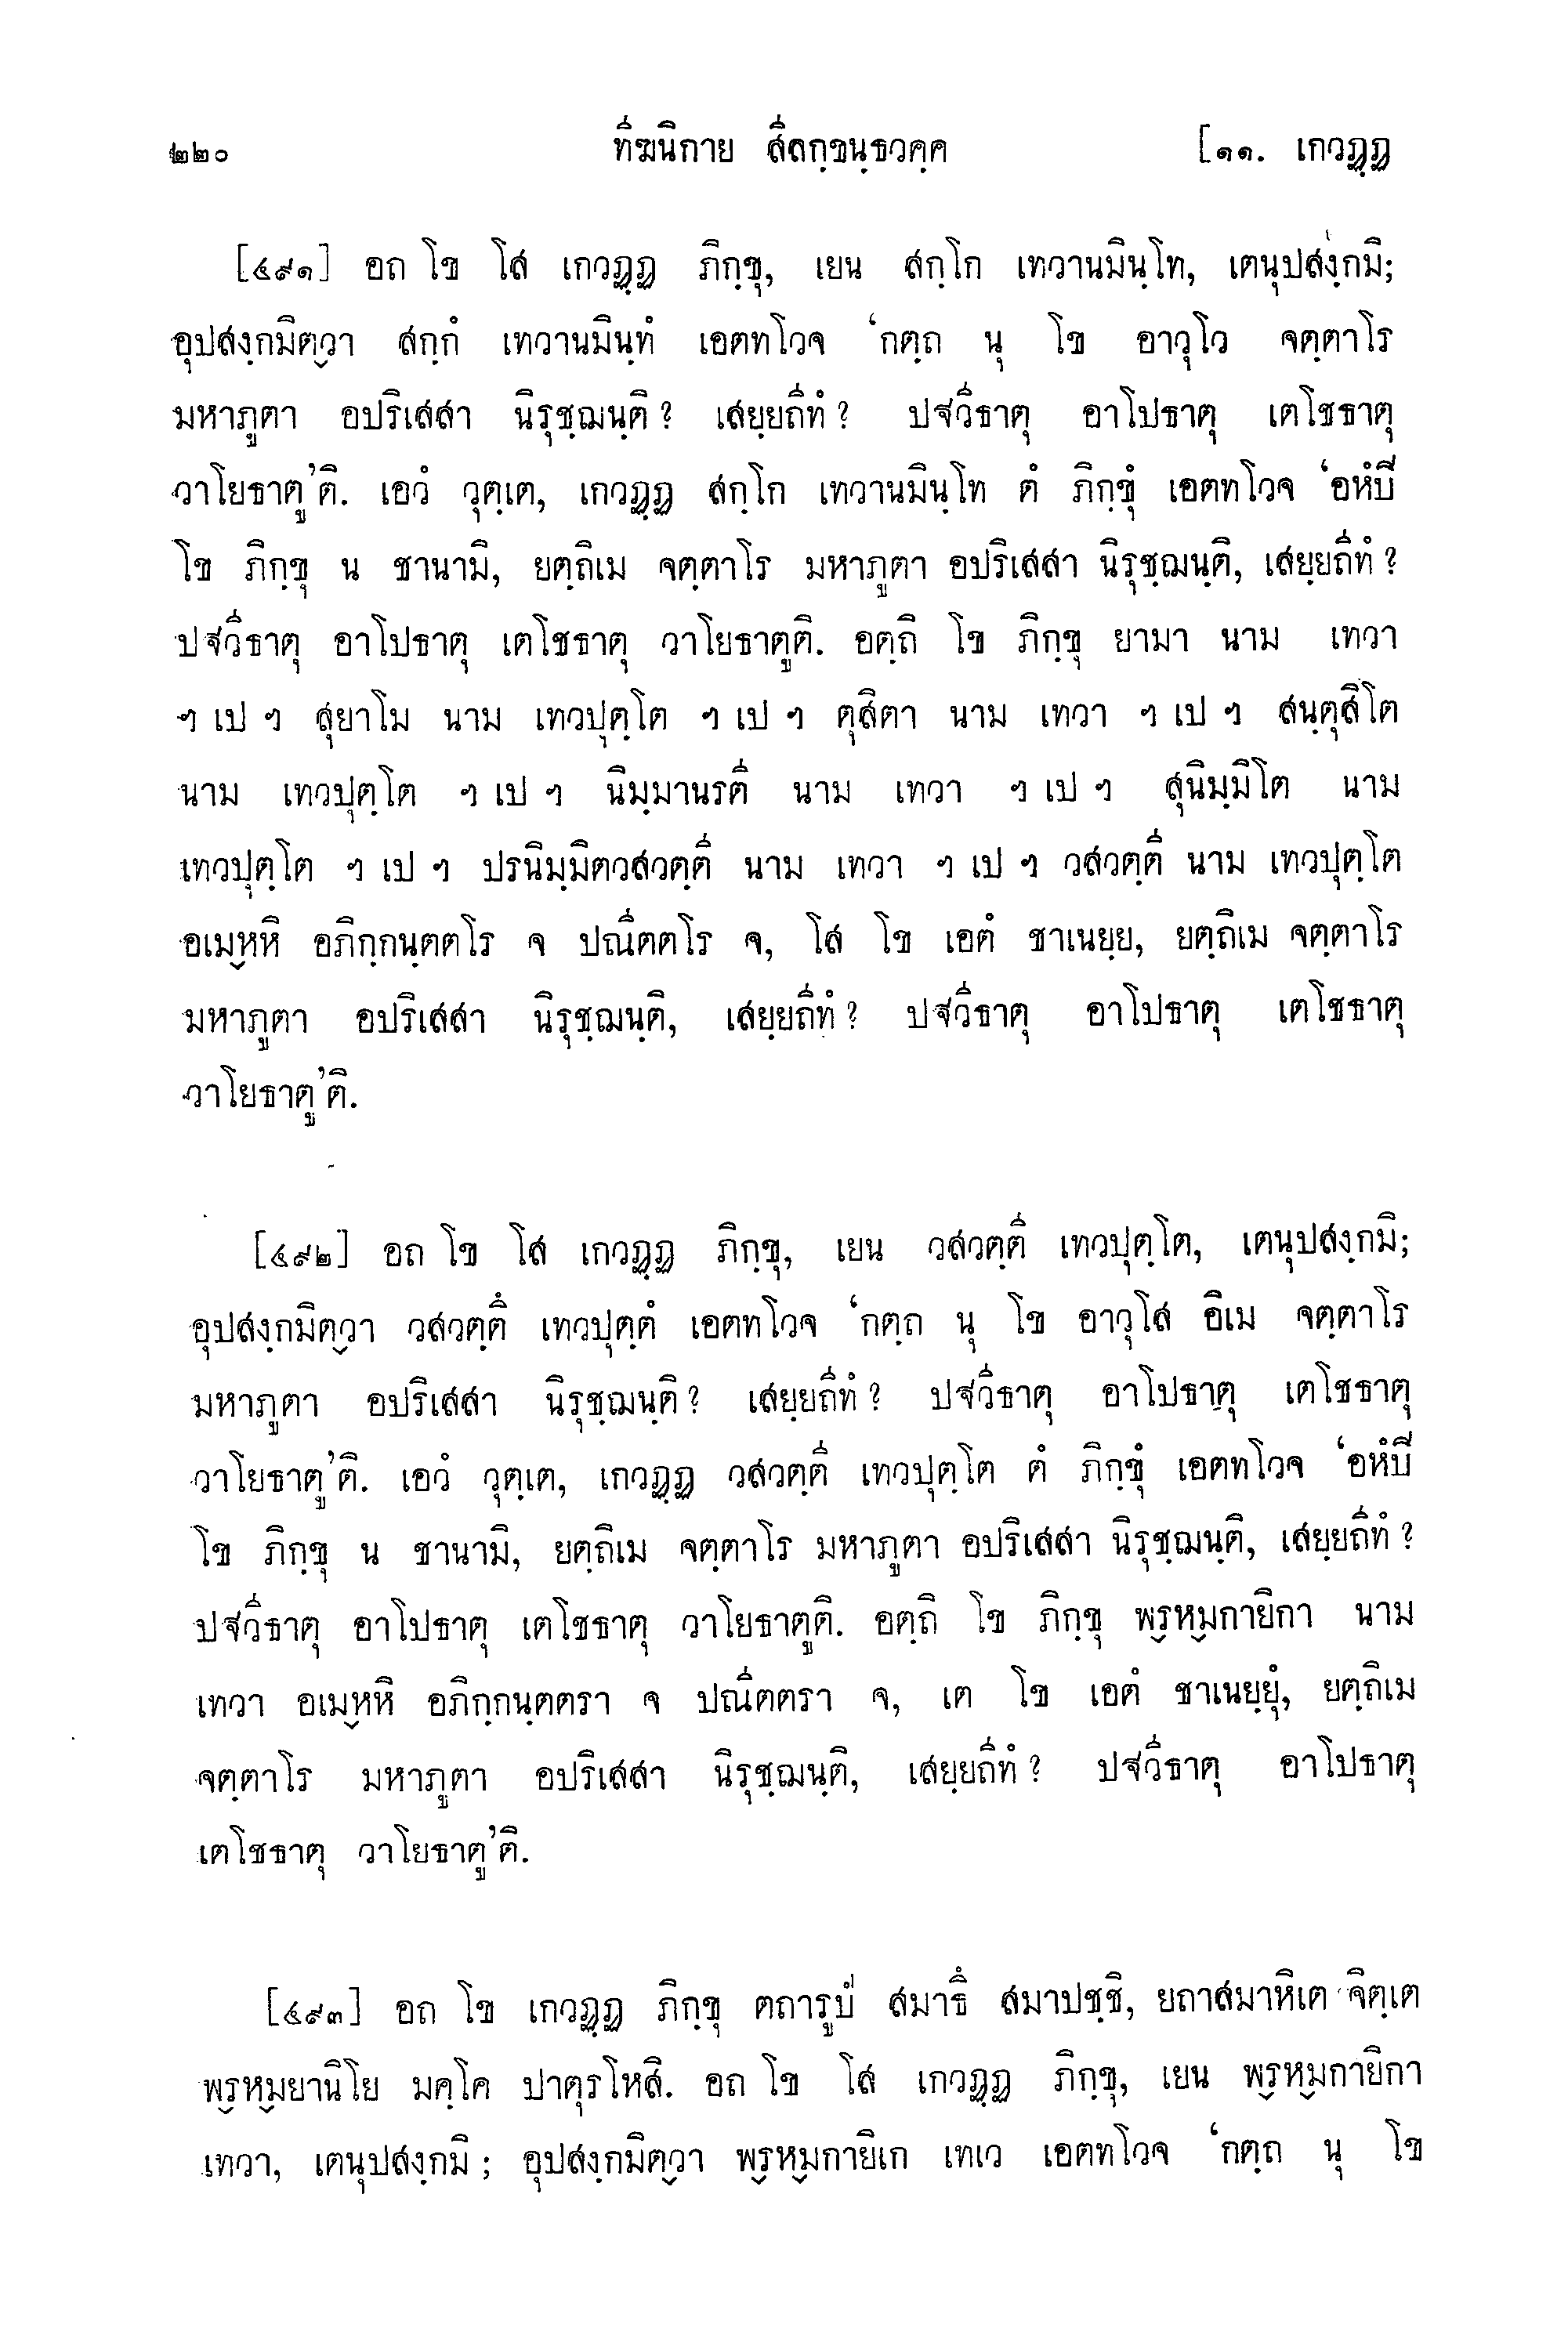 ๒๒๐ ทีฆนิกาย สีลกฺขนฺธวคฺค [๑๑. เกวฏฺฏ
[๔๙๑] อถ โข โส เกวฏฺฏ ภิกฺขุ, เยน สกฺโก เทวานมินฺโท, เตนุปสงฺกมิ;
อุปสงฺกมิตฺวา สกฺกํ เทวานมินฺทํ เอตทโวจ ‘กตฺถ นุ โข อาวุโว จตฺตาโร
มหาภูตา อปริเสสา นิรุชฺฌนฺติ? เสยฺยถีทํ? ปฐวีธาตุ อาโปธาตุ เตโชธาตุ
วาโยธาตู’ติ. เอวํ วุตฺเต, เกวฏฺฏ สกฺโก เทวานมินฺโท ตํ ภิกฺขุํ เอตทโวจ ‘อหํปิ
โข ภิกฺขุ น ชานามิ, ยตฺถิเม จตฺตาโร มหาภูตา อปริเสสา นิรุชฺฌนฺติ, เสยฺยถีทํ?
ปฐวีธาตุ อาโปธาตุ เตโชธาตุ วาโยธาตูติ. อตฺถิ โข ภิกฺขุ ยามา นาม เทวา
ฯ เป ฯ สุยาโม นาม เทวปุตฺโต ฯ เป ฯ ตุสิตา นาม เทวา ฯ เป ฯ สนฺตุสิโต
นาม เทวปุตฺโต ฯ เป ฯ นิมฺมานรตี นาม เทวา ฯ เป ฯ สุนิมฺมิโต นาม
เทวปุตฺโต ฯ เป ฯ ปรนิมฺมิตวสวตฺตี นาม เทวา ฯ เป ฯ วสวตฺตี นาม เทวปุตฺโต
อเมฺหหิ อภิกฺกนฺตตโร จ ปณีตตโร จ, โส โข เอตํ ชาเนยฺย, ยตฺถิเม จตฺตาโร
มหาภูตา อปริเสสา นิรุชฺฌนฺติ, เสยฺยถีทํ? ปฐวีธาตุ อาโปธาตุ เตโชธาตุ
วาโยธาตู’ติ.
[๔๙๒] อถ โข โส เกวฏฺฏ ภิกฺขุ, เยน วสวตฺตี เทวปุตฺโต, เตนุปสงฺกมิ;
อุปสงฺกมิตฺวา วสวตฺตึ เทวปุตฺตํ เอตทโวจ ‘กตฺถ นุ โข อาวุโส อิเม จตฺตาโร
มหาภูตา อปริเสสา นิรุชฺฌนฺติ? เสยฺยถีทํ? ปฐวีธาตุ อาโปธาตุ เตโชธาตุ
วาโยธาตู’ติ. เอวํ วุตฺเต, เกวฏฺฏ วสวตฺตี เทวปุตฺโต ตํ ภิกฺขุํ เอตทโวจ ‘อหํปิ
โข ภิกฺขุ น ชานามิ, ยตฺถิเม จตฺตาโร มหาภูตา อปริเสสา นิรุชฺฌนฺติ, เสยฺยถีทํ?
ปฐวีธาตุ อาโปธาตุ เตโชธาตุ วาโยธาตูติ. อตฺถิ โข ภิกฺขุ พฺรหฺมกายิกา นาม
เทวา อเมฺหหิ อภิกฺกนฺตตรา จ ปณีตตรา จ, เต โข เอตํ ชาเนยฺยุํ, ยตฺถิเม
จตฺตาโร มหาภูตา อปริเสสา นิรุชฺฌนฺติ, เสยฺยถีทํ? ปฐวีธาตุ อาโปธาตุ
เตโชธาตุ วาโยธาตู’ติ.
[๔๙๓] อถ โข เกวฏฺฏ ภิกฺขุ ตถารูปํ สมาธึ สมาปชฺชิ, ยถาสมาหิเต จิตฺเต
พฺรหฺมยานิโย มคฺโค ปาตุรโหสิ. อถ โข โส เกวฏฺฏ ภิกฺขุ, เยน พฺรหฺมกายิกา
เทวา, เตนุปสงฺกมิ; อุปสงฺกมิตฺวา พฺรหฺมกายิเก เทเว เอตทโวจ ‘กตฺถ นุ โข